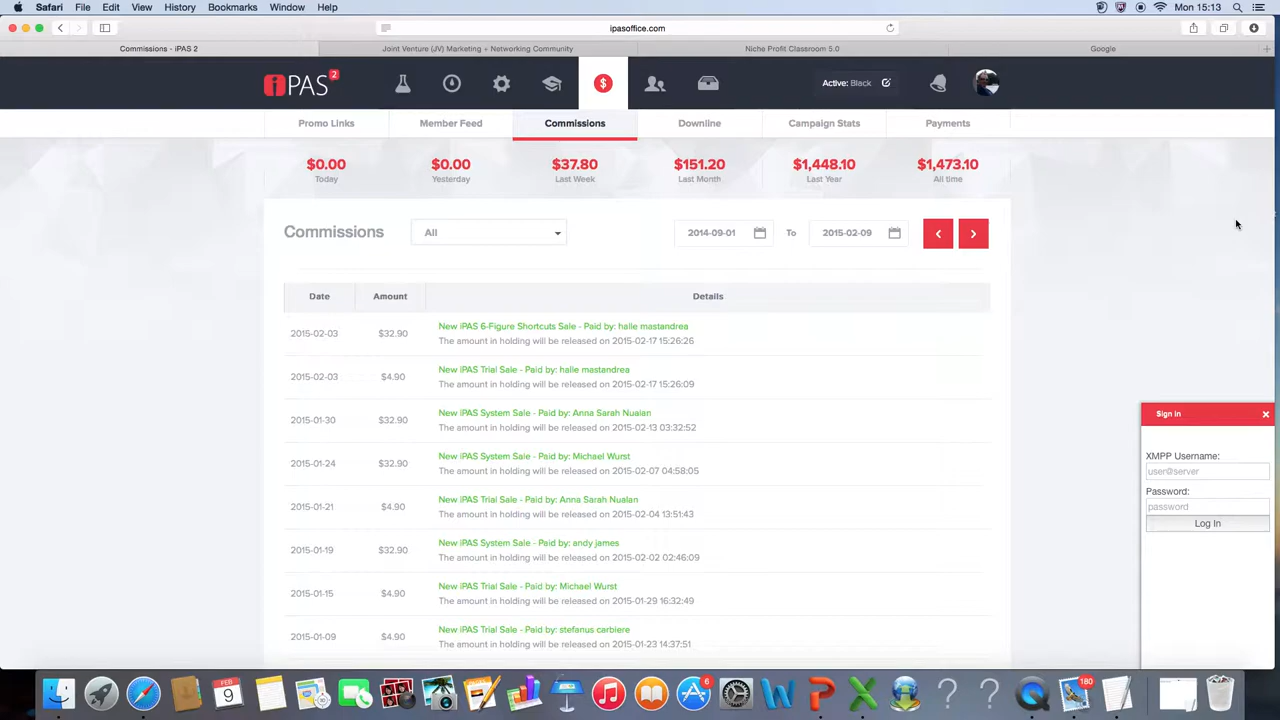 Safari File Edit View History Bookmarks Window Help
Mon 15:13
ipasoffice.com
Commissions - iPAS 2
Joint Venture (JV) Marketing + Networking Community
Niche Profit Classroom 5.0
Google
iPAS 2
$
Active: Black
Promo Links
Member Feed
Commissions
Downline
Campaign Stats
Payments
$0.00 $0.00 $37.80 $151.20 $1,448.10 $1,473.10
Today Yesterday Last Week Last Month Last Year All time
Commissions All 2014-09-01 To 2015-02-09
Date Amount Details
New iPAS 6-Figure Shortcuts Sale - Paid by: halle mastandrea
2015-02-03 $32.90
The amount in holding will be released on 2015-02-17 15:26:26
New iPAS Trial Sale - Paid by: halle mastandrea
2015-02-03 $4.90
The amount in holding will be released on 2015-02-17 15:26:09
New iPAS System Sale - Paid by: Anna Sarah Nualan
2015-01-30 $32.90
The amount in holding will be released on 2015-02-13 03:32:52
New iPAS System Sale - Paid by: Michael Wurst
2015-01-24 $32.90
The amount in holding will be released on 2015-02-07 04:58:05
New iPAS Trial Sale - Paid by: Anna Sarah Nualan
2015-01-21 $4.90
The amount in holding will be released on 2015-02-04 13:51:43
New iPAS System Sale - Paid by: andy james
2015-01-19 $32.90
The amount in holding will be released on 2015-02-02 02:46:09
New iPAS Trial Sale - Paid by: Michael Wurst
2015-01-15 $4.90
The amount in holding will be released on 2015-01-29 16:32:49
New iPAS Trial Sale - Paid by: stefanus carbiere
2015-01-09 $4.90
The amount in holding will be released on 2015-01-23 14:37:51
Sign in ×
XMPP Username:
user@server
Password:
password
Log In
FEB
9
6
180